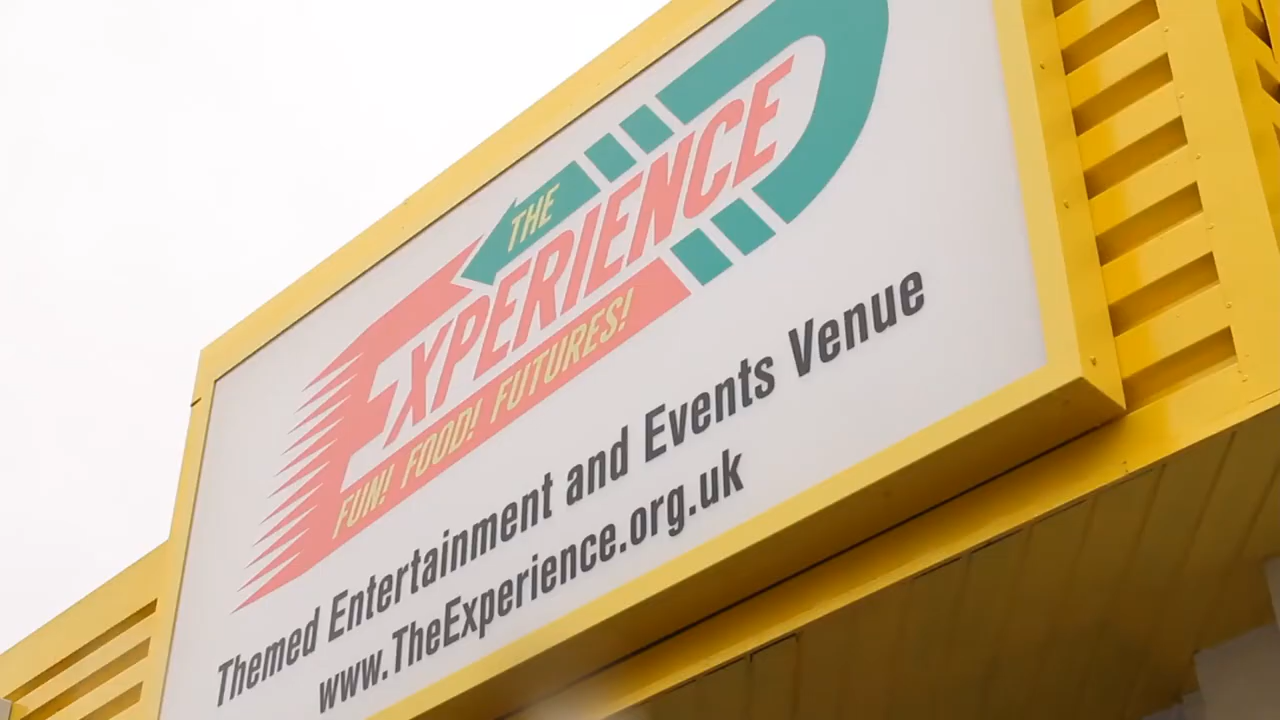 THE
EXPERIENCE
FUN! FOOD! FUTURES!
Themed Entertainment and Events Venue
www.TheExperience.org.uk